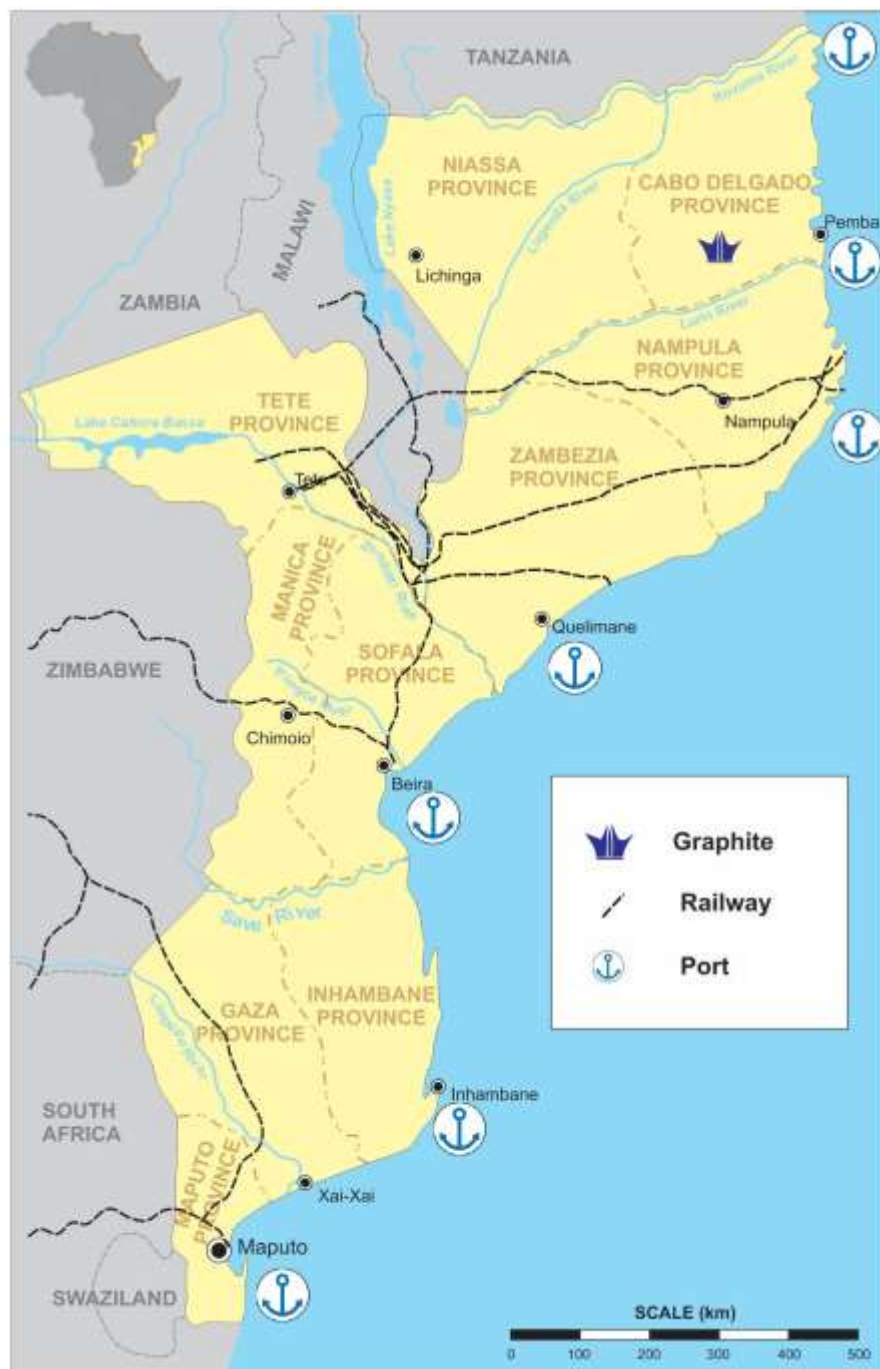 TANZANIA
Rovuma River
NIASSA
PROVINCE
CABO DELGADO
PROVINCE
Lugenda River
Lake Nyasa
MALAWI
Pemba
Lichinga
ZAMBIA
Lurio River
NAMPULA
PROVINCE
TETE
PROVINCE
Lake Cahora Bassa
Nampula
ZAMBEZIA
PROVINCE
Tete
MANICA
PROVINCE
Zambezi River
Quelimane
SOFALA
PROVINCE
ZIMBABWE
Chimoio
Beira
Graphite
Railway
Port
Save River
INHAMBANE
PROVINCE
GAZA
PROVINCE
Inhambane
SOUTH
AFRICA
MAPUTO
PROVINCE
Xai-Xai
Maputo
SWAZILAND
SCALE (km)
0 100 200 300 400 500